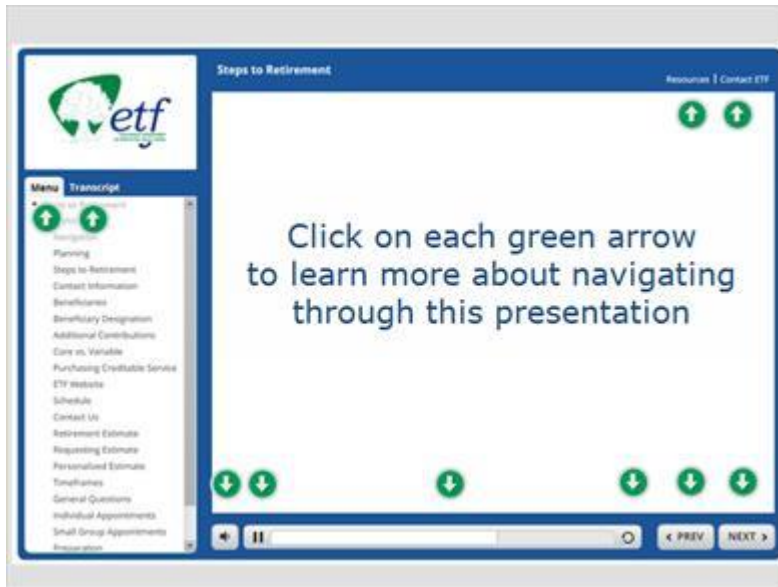 Steps to Retirement
Resources | Contact ETF
etf
Menu Transcript
Retirement
Navigation
Planning
Steps to Retirement
Contact Information
Beneficiaries
Beneficiary Designation
Additional Contributions
Core vs. Variable
Purchasing Creditable Service
ETF Website
Schedule
Contact Us
Retirement Estimate
Requesting Estimate
Personalized Estimate
Timeframes
General Questions
Individual Appointments
Small Group Appointments
Preparation
Click on each green arrow
to learn more about navigating
through this presentation
< PREV NEXT >